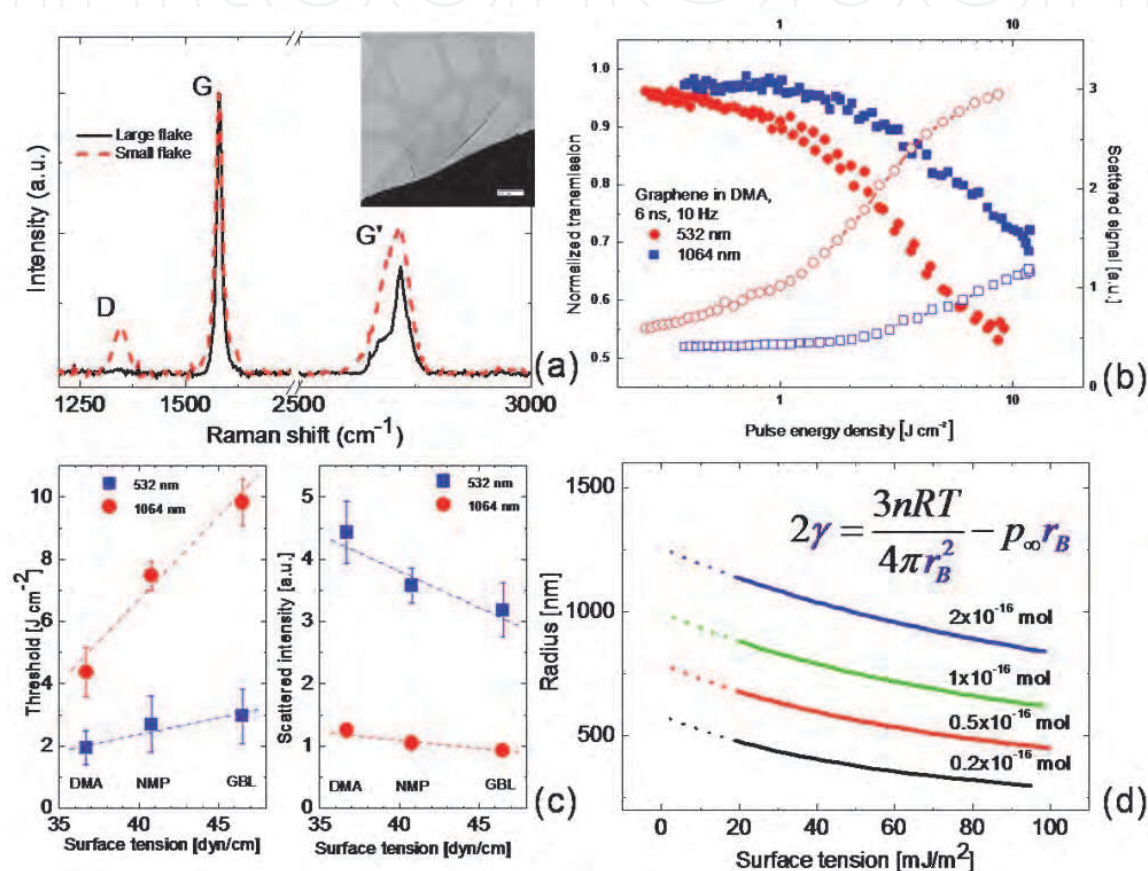 G
Large flake
Small flake
G'
D
Intensity (a.u.)
1250 1500 2500 3000
Raman shift (cm⁻¹)
(a)
1 10
1.0
0.9
0.8
0.7
0.6
0.5
Normalized transmission
Graphene in DMA,
6 ns, 10 Hz
532 nm
1064 nm
3
2
1
0
Scattered signal [a.u.]
1 10
Pulse energy density [J cm⁻²]
(b)
532 nm
1064 nm
10
8
6
4
2
0
Threshold [J cm⁻²]
DMA NMP GBL
35 40 45
Surface tension [dyn/cm]
532 nm
1064 nm
5
4
3
2
1
0
Scattered intensity [a.u.]
DMA NMP GBL
35 40 45
Surface tension [dyn/cm]
(c)
1500
1000
500
Radius [nm]
2γ = 3nRT / 4πr_B² − p∞r_B
2x10⁻¹⁶ mol
1x10⁻¹⁶ mol
0.5x10⁻¹⁶ mol
0.2x10⁻¹⁶ mol
0 20 40 60 80 100
Surface tension [mJ/m²]
(d)